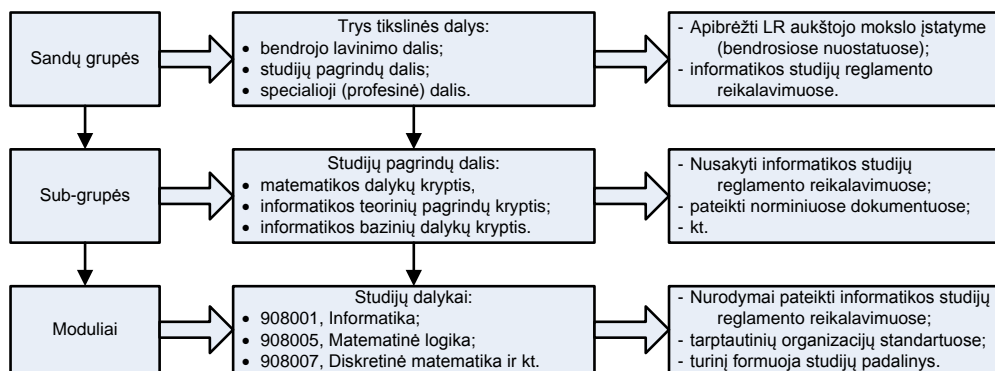 Sandų grupės
Trys tikslinės dalys:
• bendrojo lavinimo dalis;
• studijų pagrindų dalis;
• specialioji (profesinė) dalis.
- Apibrėžti LR aukštojo mokslo įstatyme
(bendrosiose nuostatuose);
- informatikos studijų reglamento
reikalavimuose.
Sub-grupės
Studijų pagrindų dalis:
• matematikos dalykų kryptis,
• informatikos teorinių pagrindų kryptis;
• informatikos bazinių dalykų kryptis.
- Nusakyti informatikos studijų
reglamento reikalavimuose;
- pateikti norminiuose dokumentuose;
- kt.
Moduliai
Studijų dalykai:
• 908001, Informatika;
• 908005, Matematinė logika;
• 908007, Diskretinė matematika ir kt.
- Nurodymai pateikti informatikos studijų
reglamento reikalavimuose;
- tarptautinių organizacijų standartuose;
- turinį formuoja studijų padalinys.